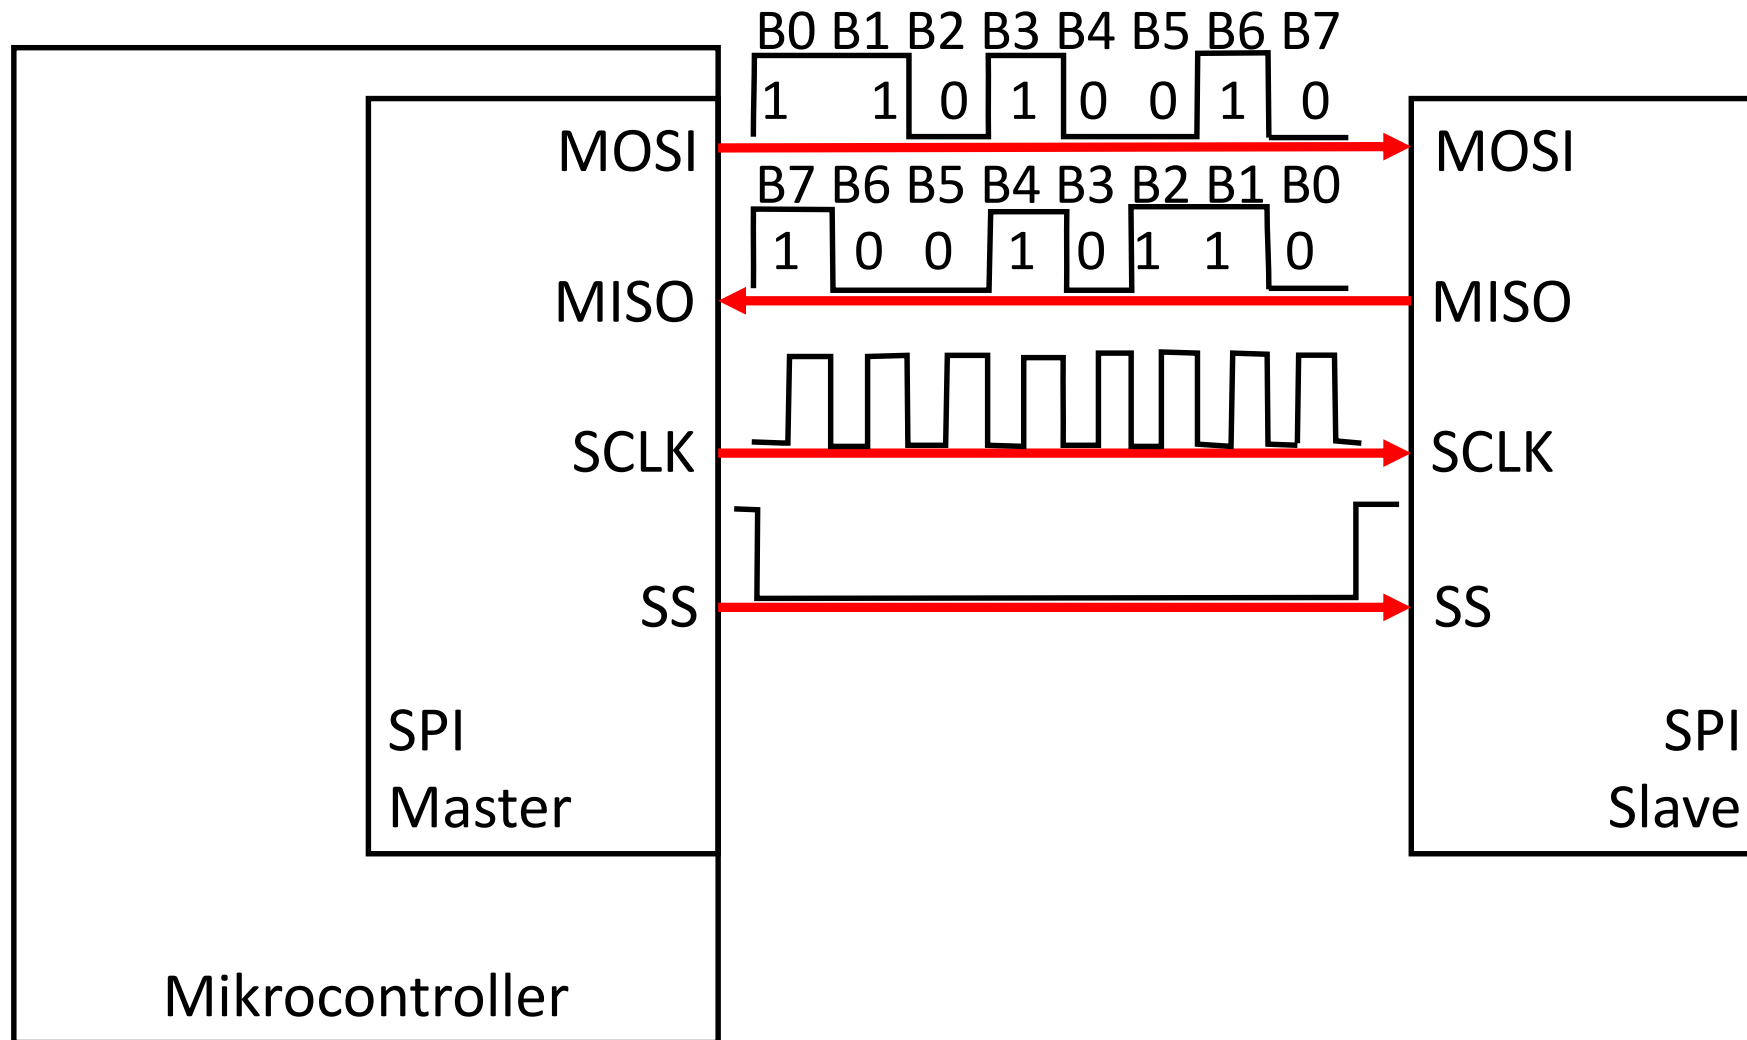 B0 B1 B2 B3 B4 B5 B6 B7
1 1 0 1 0 0 1 0
MOSI MOSI
B7 B6 B5 B4 B3 B2 B1 B0
1 0 0 1 0 1 1 0
MISO MISO
SCLK SCLK
SS SS
SPI SPI
Master Slave
Mikrocontroller